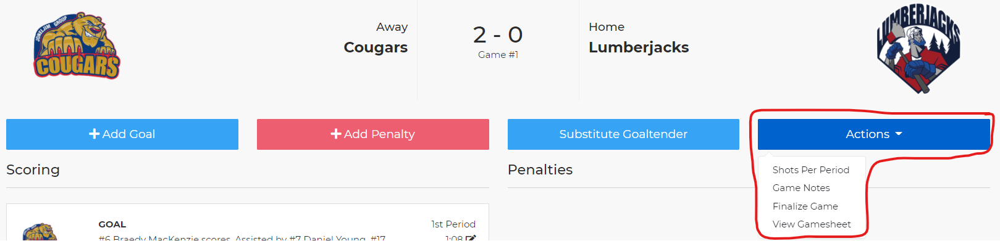 JONELJIM GROUP
COUGARS
Away
Cougars
2 - 0
Game #1
Home
Lumberjacks
LUMBERJACKS
Add Goal
Add Penalty
Substitute Goaltender
Actions
Scoring
Penalties
Shots Per Period
Game Notes
Finalize Game
View Gamesheet
GOAL
1st Period
#6 Braedy MacKenzie scores. Assisted by #7 Daniel Young, #17
1:08